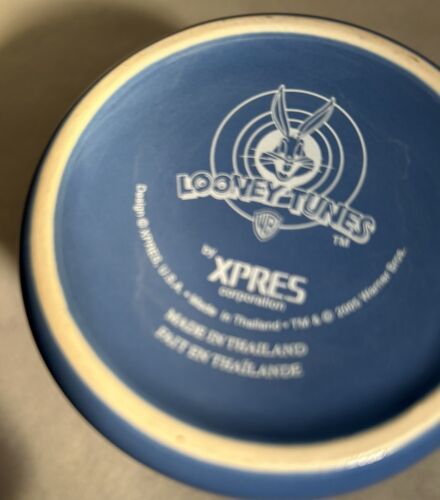 LOONEY TUNES
WB
TM
BY
XPRES
corporation
Design © XPRES, U.S.A. • Made in Thailand • TM & © 2005 Warner Bros.
MADE IN THAILAND
FAIT EN THAÏLANDE